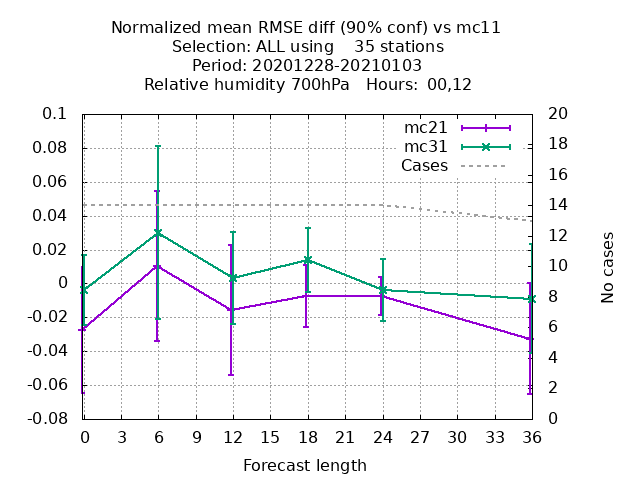 Normalized mean RMSE diff (90% conf) vs mc11
Selection: ALL using    35 stations
Period: 20201228-20210103
Relative humidity 700hPa   Hours:  00,12
mc21
mc31
Cases
0.1
0.08
0.06
0.04
0.02
0
-0.02
-0.04
-0.06
-0.08
20
18
16
14
12
10
8
6
4
2
0
No cases
0 3 6 9 12 15 18 21 24 27 30 33 36
Forecast length